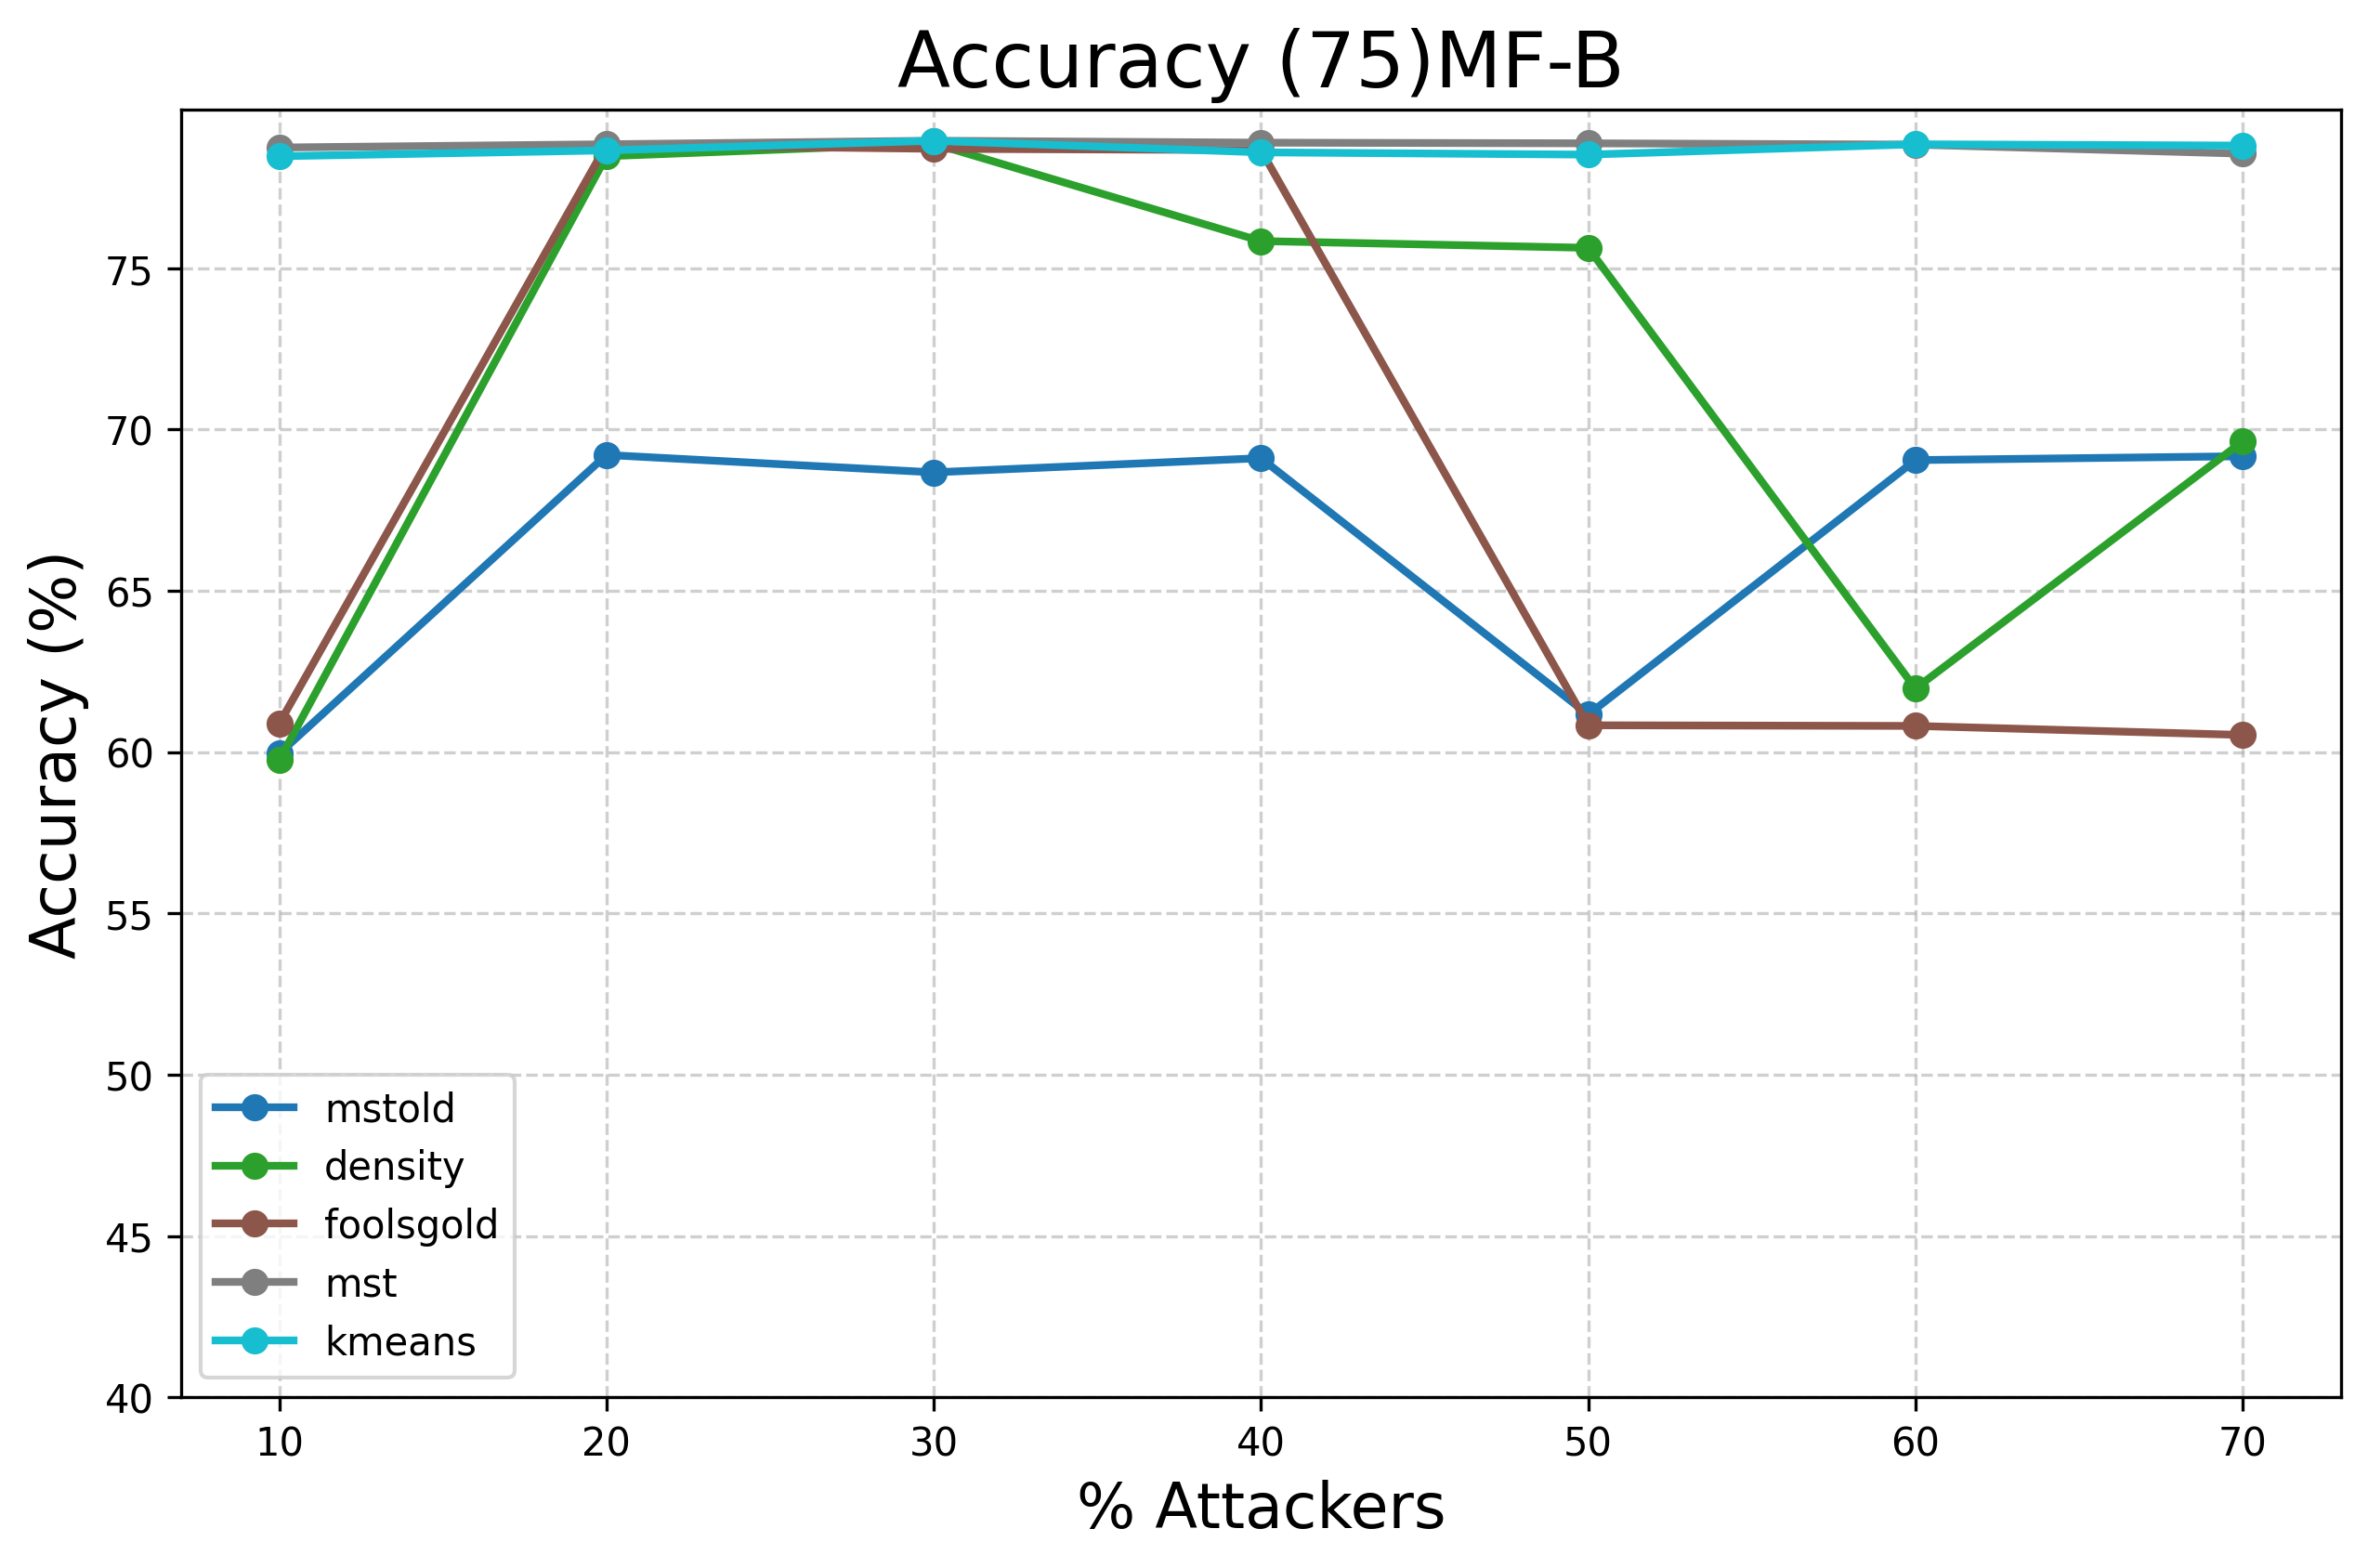 Accuracy (75)MF-B
Accuracy (%)
75
70
65
60
55
50
45
40
mstold
density
foolsgold
mst
kmeans
10 20 30 40 50 60 70
% Attackers